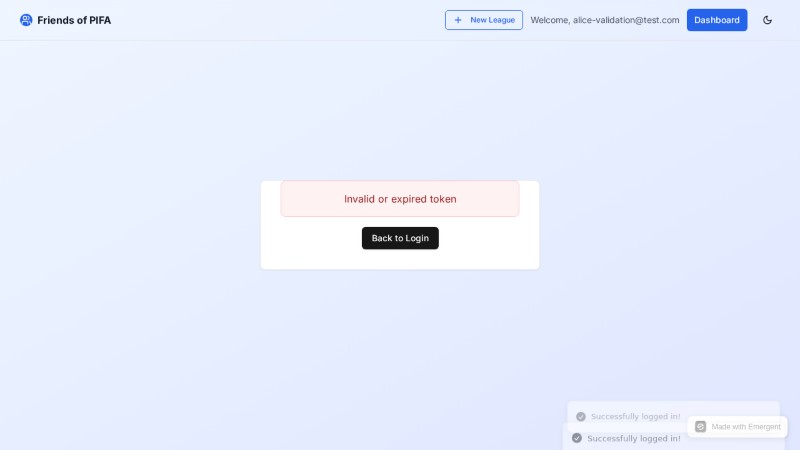 Friends of PIFA
New League
Welcome, alice-validation@test.com
Dashboard
Invalid or expired token
Back to Login
Successfully logged in!
Successfully logged in!
Made with Emergent